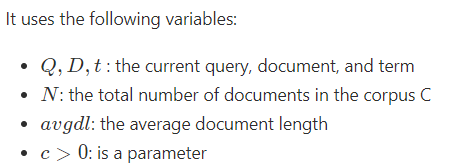 It uses the following variables:
• Q, D, t : the current query, document, and term
• N: the total number of documents in the corpus C
• avgdl: the average document length
• c > 0: is a parameter